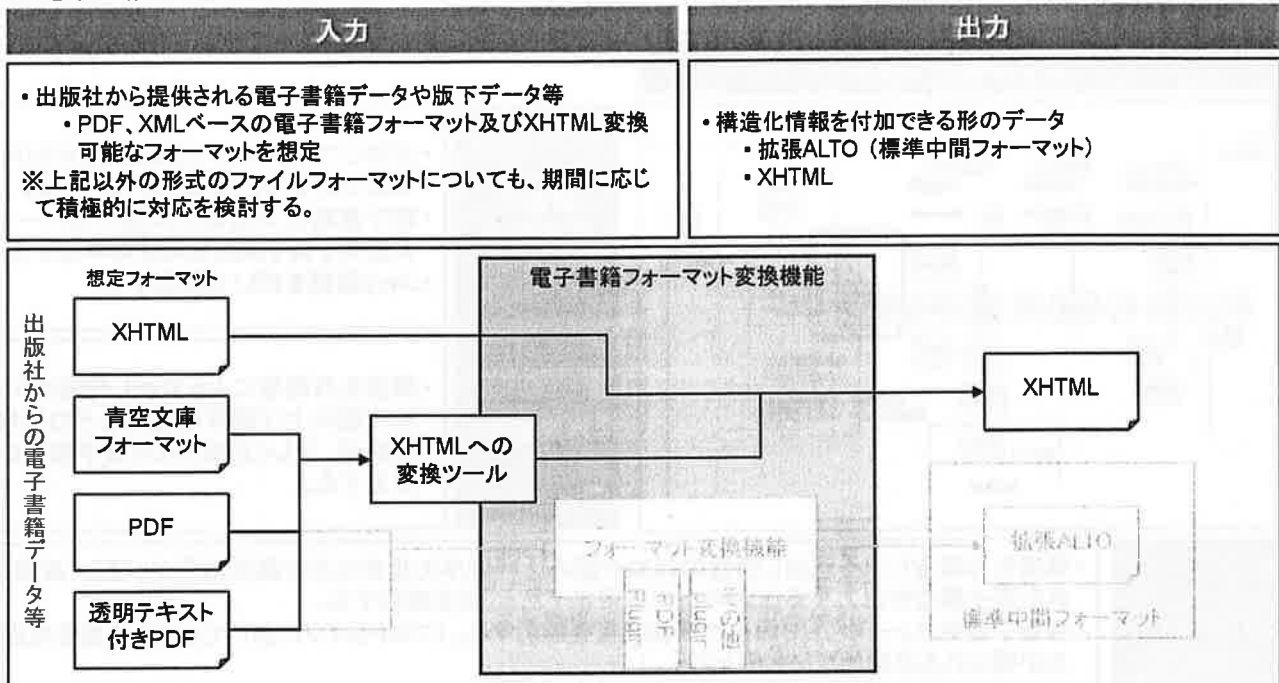 入力
出力
・出版社から提供される電子書籍データや版下データ等
・PDF、XMLベースの電子書籍フォーマット及びXHTML変換
可能なフォーマットを想定
※上記以外の形式のファイルフォーマットについても、期間に応じ
て積極的に対応を検討する。
・構造化情報を付加できる形のデータ
・拡張ALTO（標準中間フォーマット）
・XHTML
出版社からの電子書籍データ等
想定フォーマット
XHTML
青空文庫
フォーマット
PDF
透明テキスト
付きPDF
XHTMLへの
変換ツール
電子書籍フォーマット変換機能
フォーマット変換機能
PDF
Plugin
その他
Plugin
XHTML
拡張ALTO
標準中間フォーマット